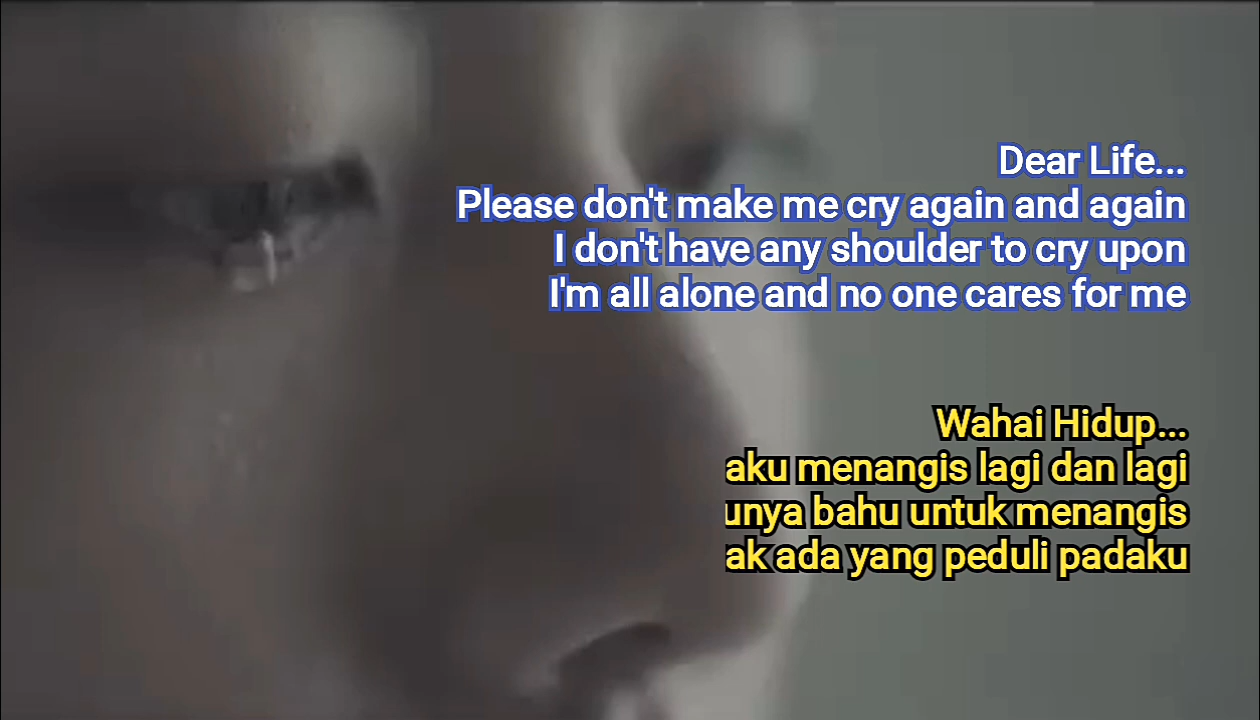 Dear Life...
Please don't make me cry again and again
I don't have any shoulder to cry upon
I'm all alone and no one cares for me
Wahai Hidup...
aku menangis lagi dan lagi
unya bahu untuk menangis
ak ada yang peduli padaku